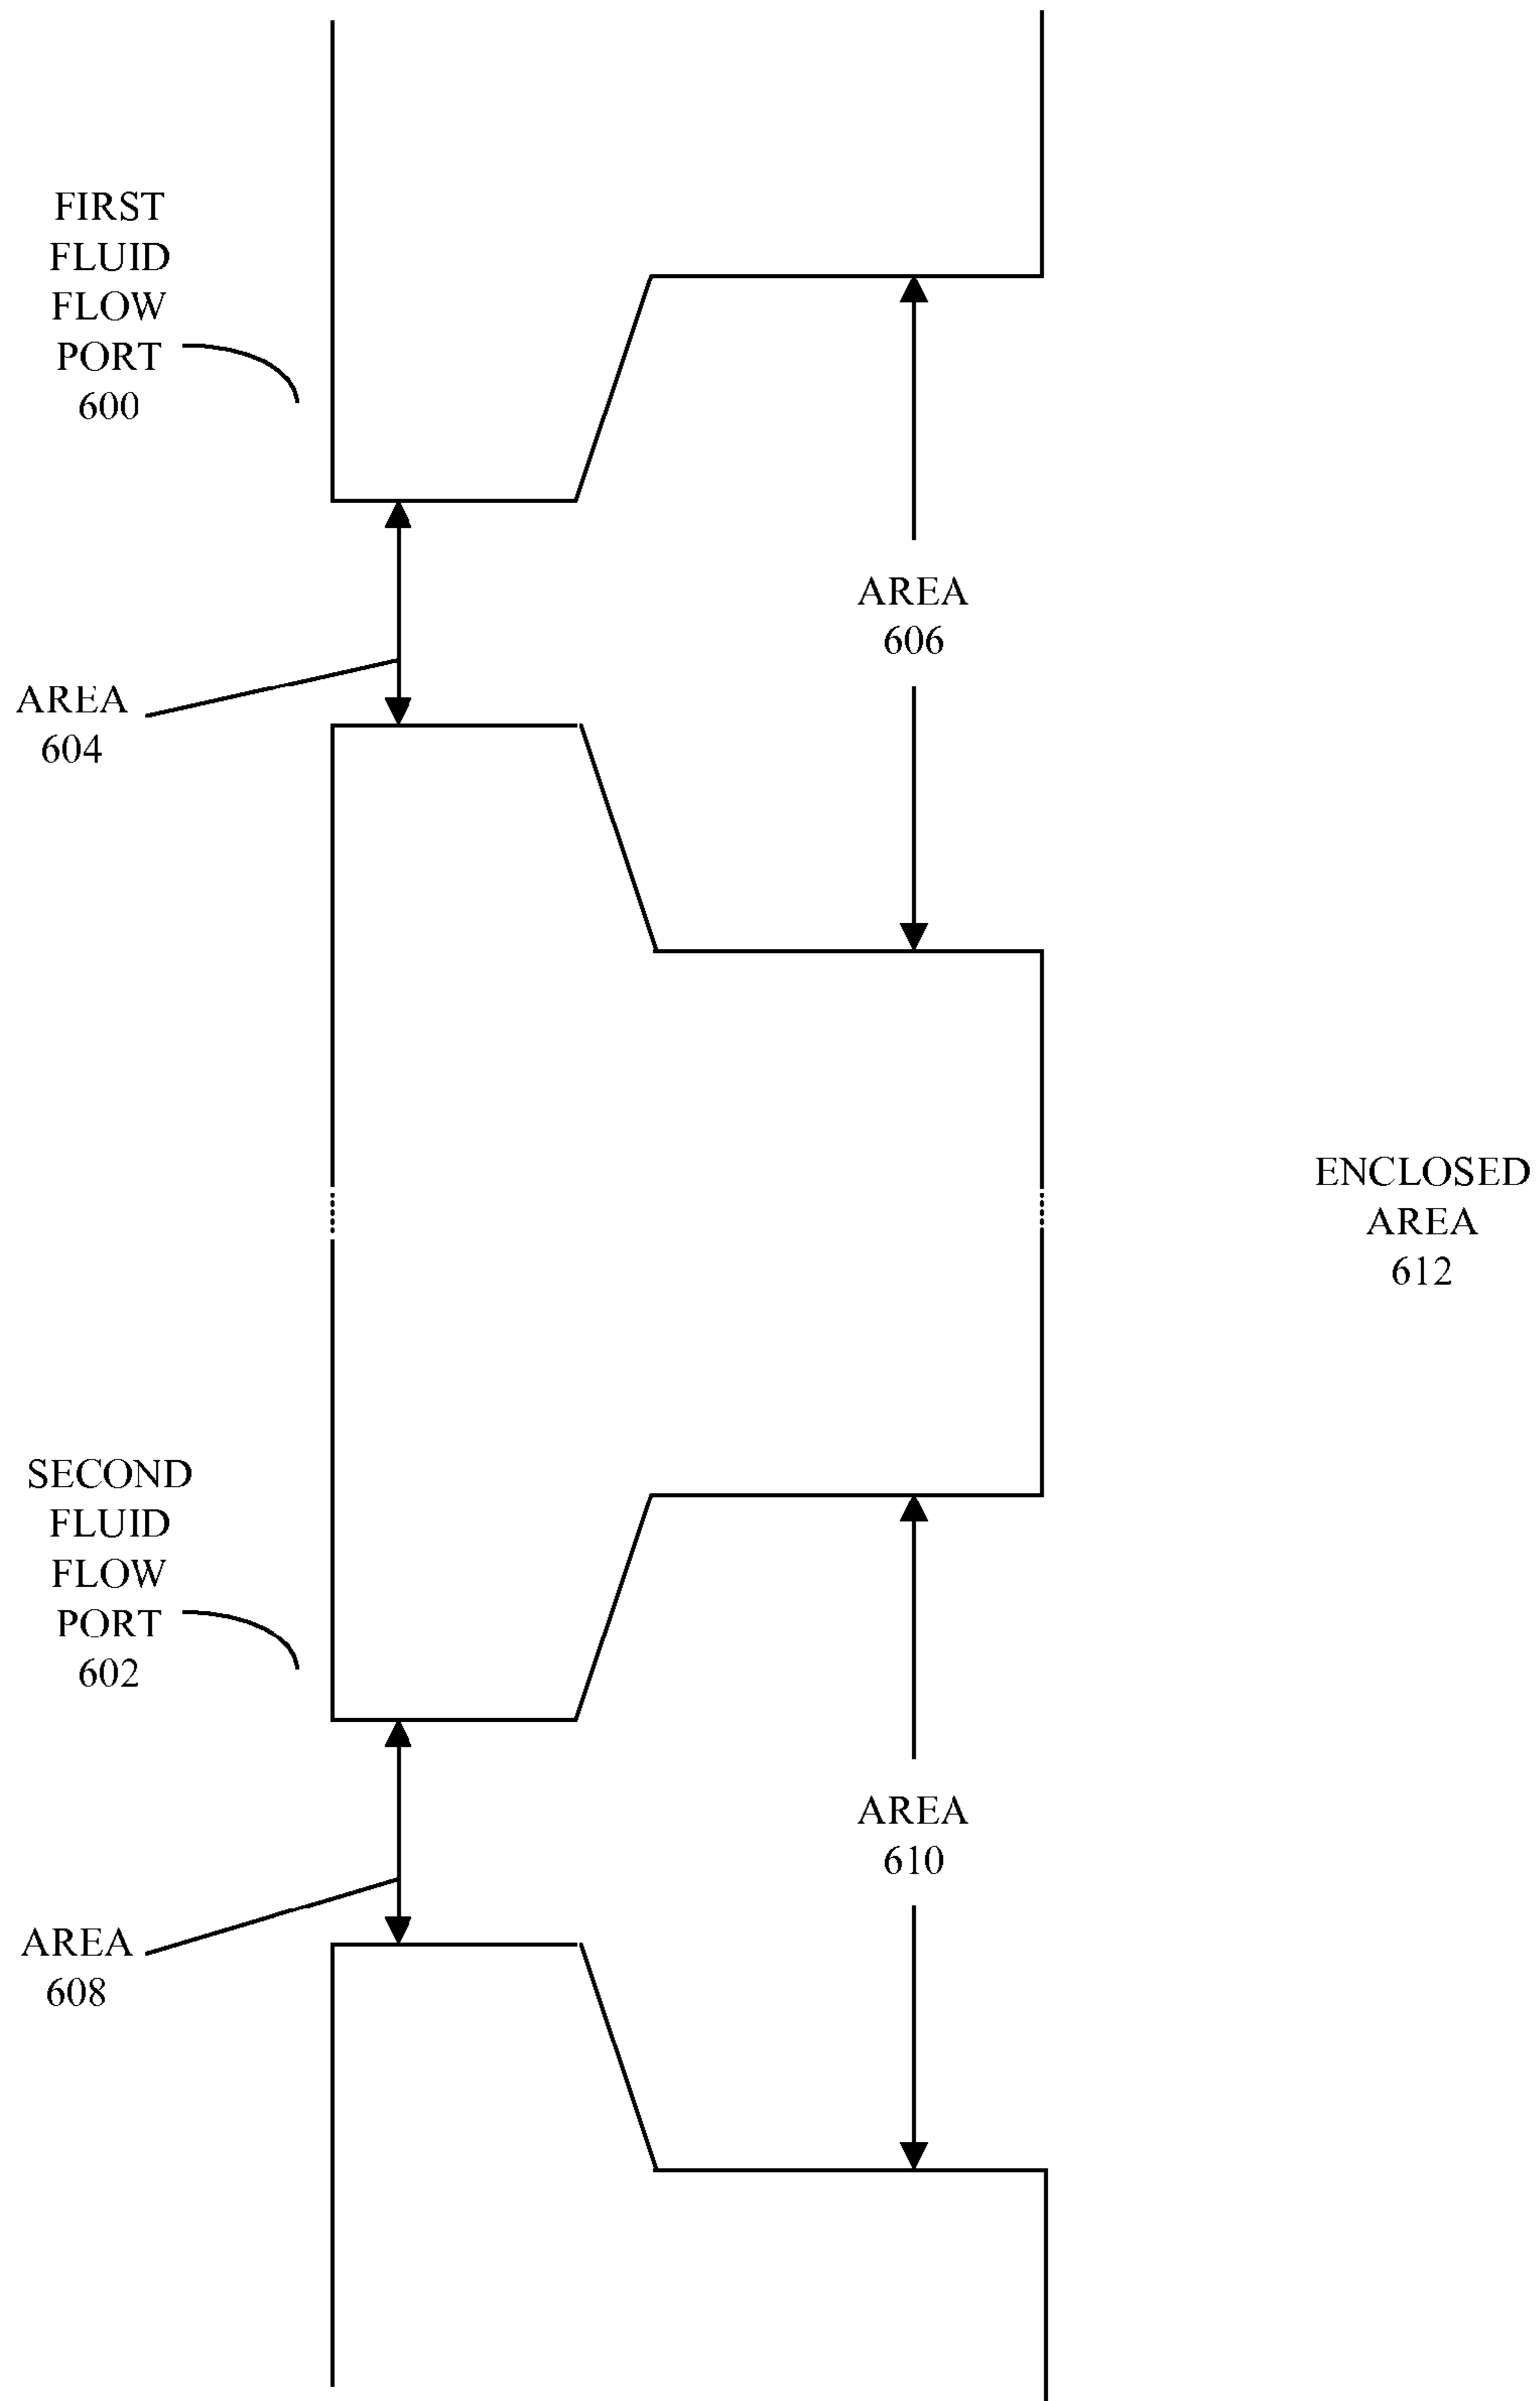 FIRST
FLUID
FLOW
PORT
600
AREA
606
AREA
604
ENCLOSED
AREA
612
SECOND
FLUID
FLOW
PORT
602
AREA
610
AREA
608